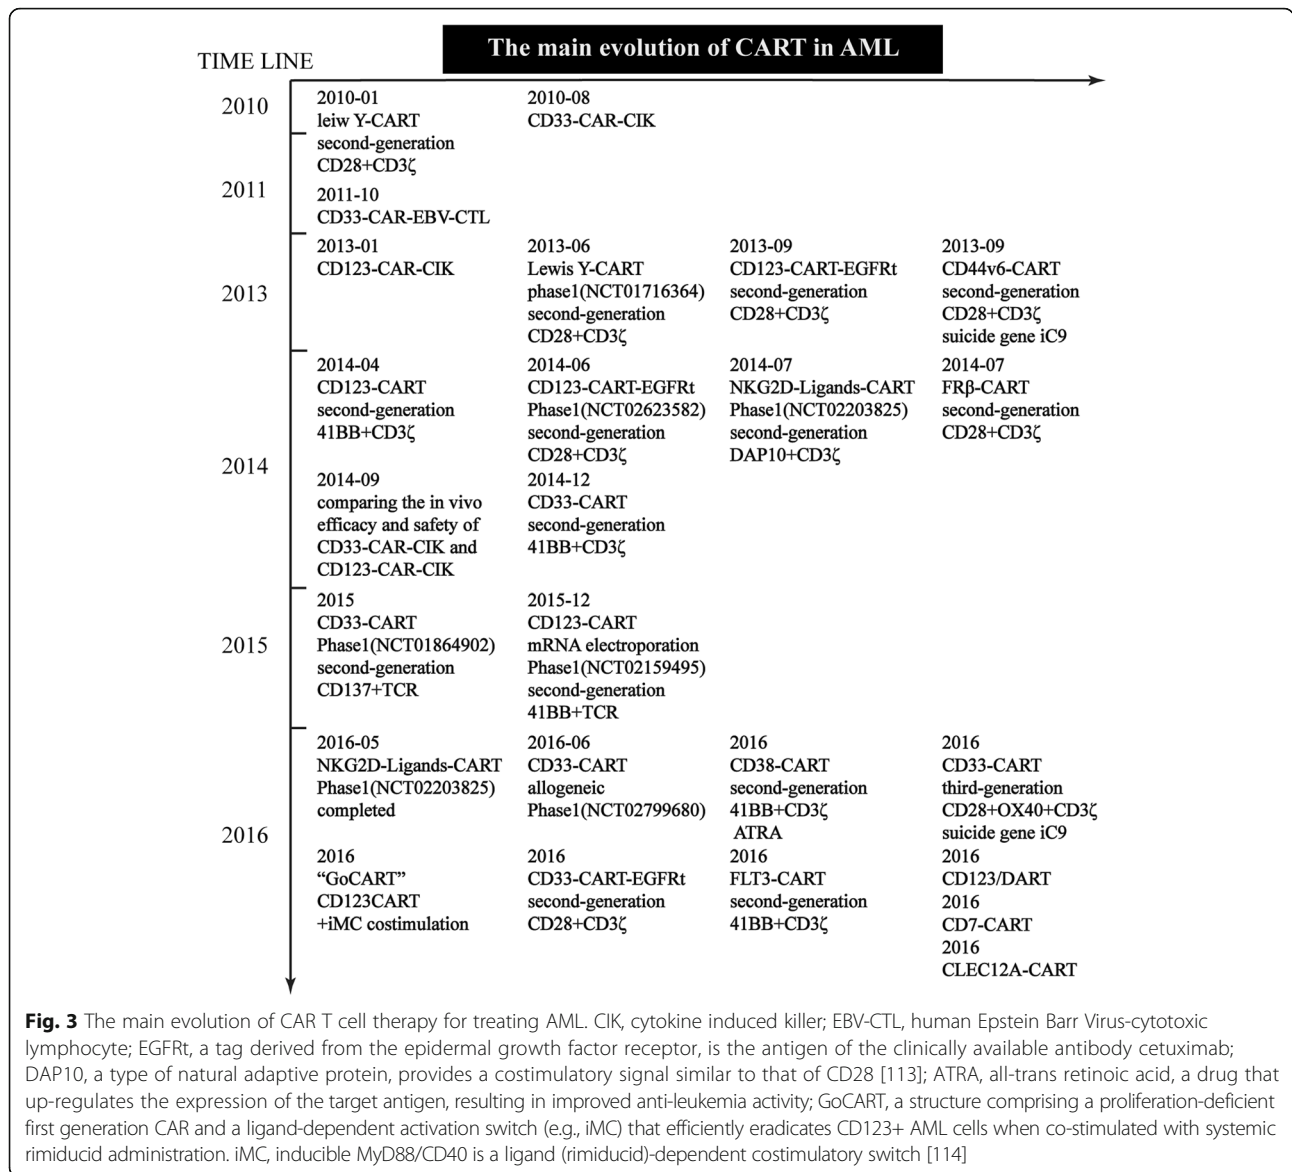 The main evolution of CART in AML
TIME LINE
2010
2010-01
leiw Y-CART
second-generation
CD28+CD3ζ
2010-08
CD33-CAR-CIK
2011
2011-10
CD33-CAR-EBV-CTL
2013
2013-01
CD123-CAR-CIK
2013-06
Lewis Y-CART
phase1(NCT01716364)
second-generation
CD28+CD3ζ
2013-09
CD123-CART-EGFRt
second-generation
CD28+CD3ζ
2013-09
CD44v6-CART
second-generation
CD28+CD3ζ
suicide gene iC9
2014
2014-04
CD123-CART
second-generation
41BB+CD3ζ
2014-06
CD123-CART-EGFRt
Phase1(NCT02623582)
second-generation
CD28+CD3ζ
2014-07
NKG2D-Ligands-CART
Phase1(NCT02203825)
second-generation
DAP10+CD3ζ
2014-07
FRβ-CART
second-generation
CD28+CD3ζ
2014-09
comparing the in vivo
efficacy and safety of
CD33-CAR-CIK and
CD123-CAR-CIK
2014-12
CD33-CART
second-generation
41BB+CD3ζ
2015
2015
CD33-CART
Phase1(NCT01864902)
second-generation
CD137+TCR
2015-12
CD123-CART
mRNA electroporation
Phase1(NCT02159495)
second-generation
41BB+TCR
2016
2016-05
NKG2D-Ligands-CART
Phase1(NCT02203825)
completed
2016-06
CD33-CART
allogeneic
Phase1(NCT02799680)
2016
CD38-CART
second-generation
41BB+CD3ζ
ATRA
2016
CD33-CART
third-generation
CD28+OX40+CD3ζ
suicide gene iC9
2016
“GoCART”
CD123CART
+iMC costimulation
2016
CD33-CART-EGFRt
second-generation
CD28+CD3ζ
2016
FLT3-CART
second-generation
41BB+CD3ζ
2016
CD123/DART
2016
CD7-CART
2016
CLEC12A-CART
Fig. 3 The main evolution of CAR T cell therapy for treating AML. CIK, cytokine induced killer; EBV-CTL, human Epstein Barr Virus-cytotoxic
lymphocyte; EGFRt, a tag derived from the epidermal growth factor receptor, is the antigen of the clinically available antibody cetuximab;
DAP10, a type of natural adaptive protein, provides a costimulatory signal similar to that of CD28 [113]; ATRA, all-trans retinoic acid, a drug that
up-regulates the expression of the target antigen, resulting in improved anti-leukemia activity; GoCART, a structure comprising a proliferation-deficient
first generation CAR and a ligand-dependent activation switch (e.g., iMC) that efficiently eradicates CD123+ AML cells when co-stimulated with systemic
rimiducid administration. iMC, inducible MyD88/CD40 is a ligand (rimiducid)-dependent costimulatory switch [114]